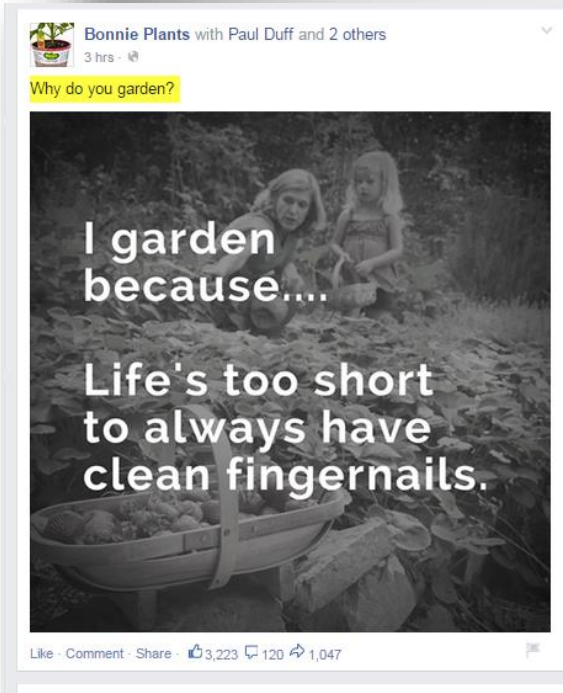 Bonnie Plants with Paul Duff and 2 others
3 hrs ·
Why do you garden?
I garden
because....
Life's too short
to always have
clean fingernails.
Like · Comment · Share · 3,223 120 1,047